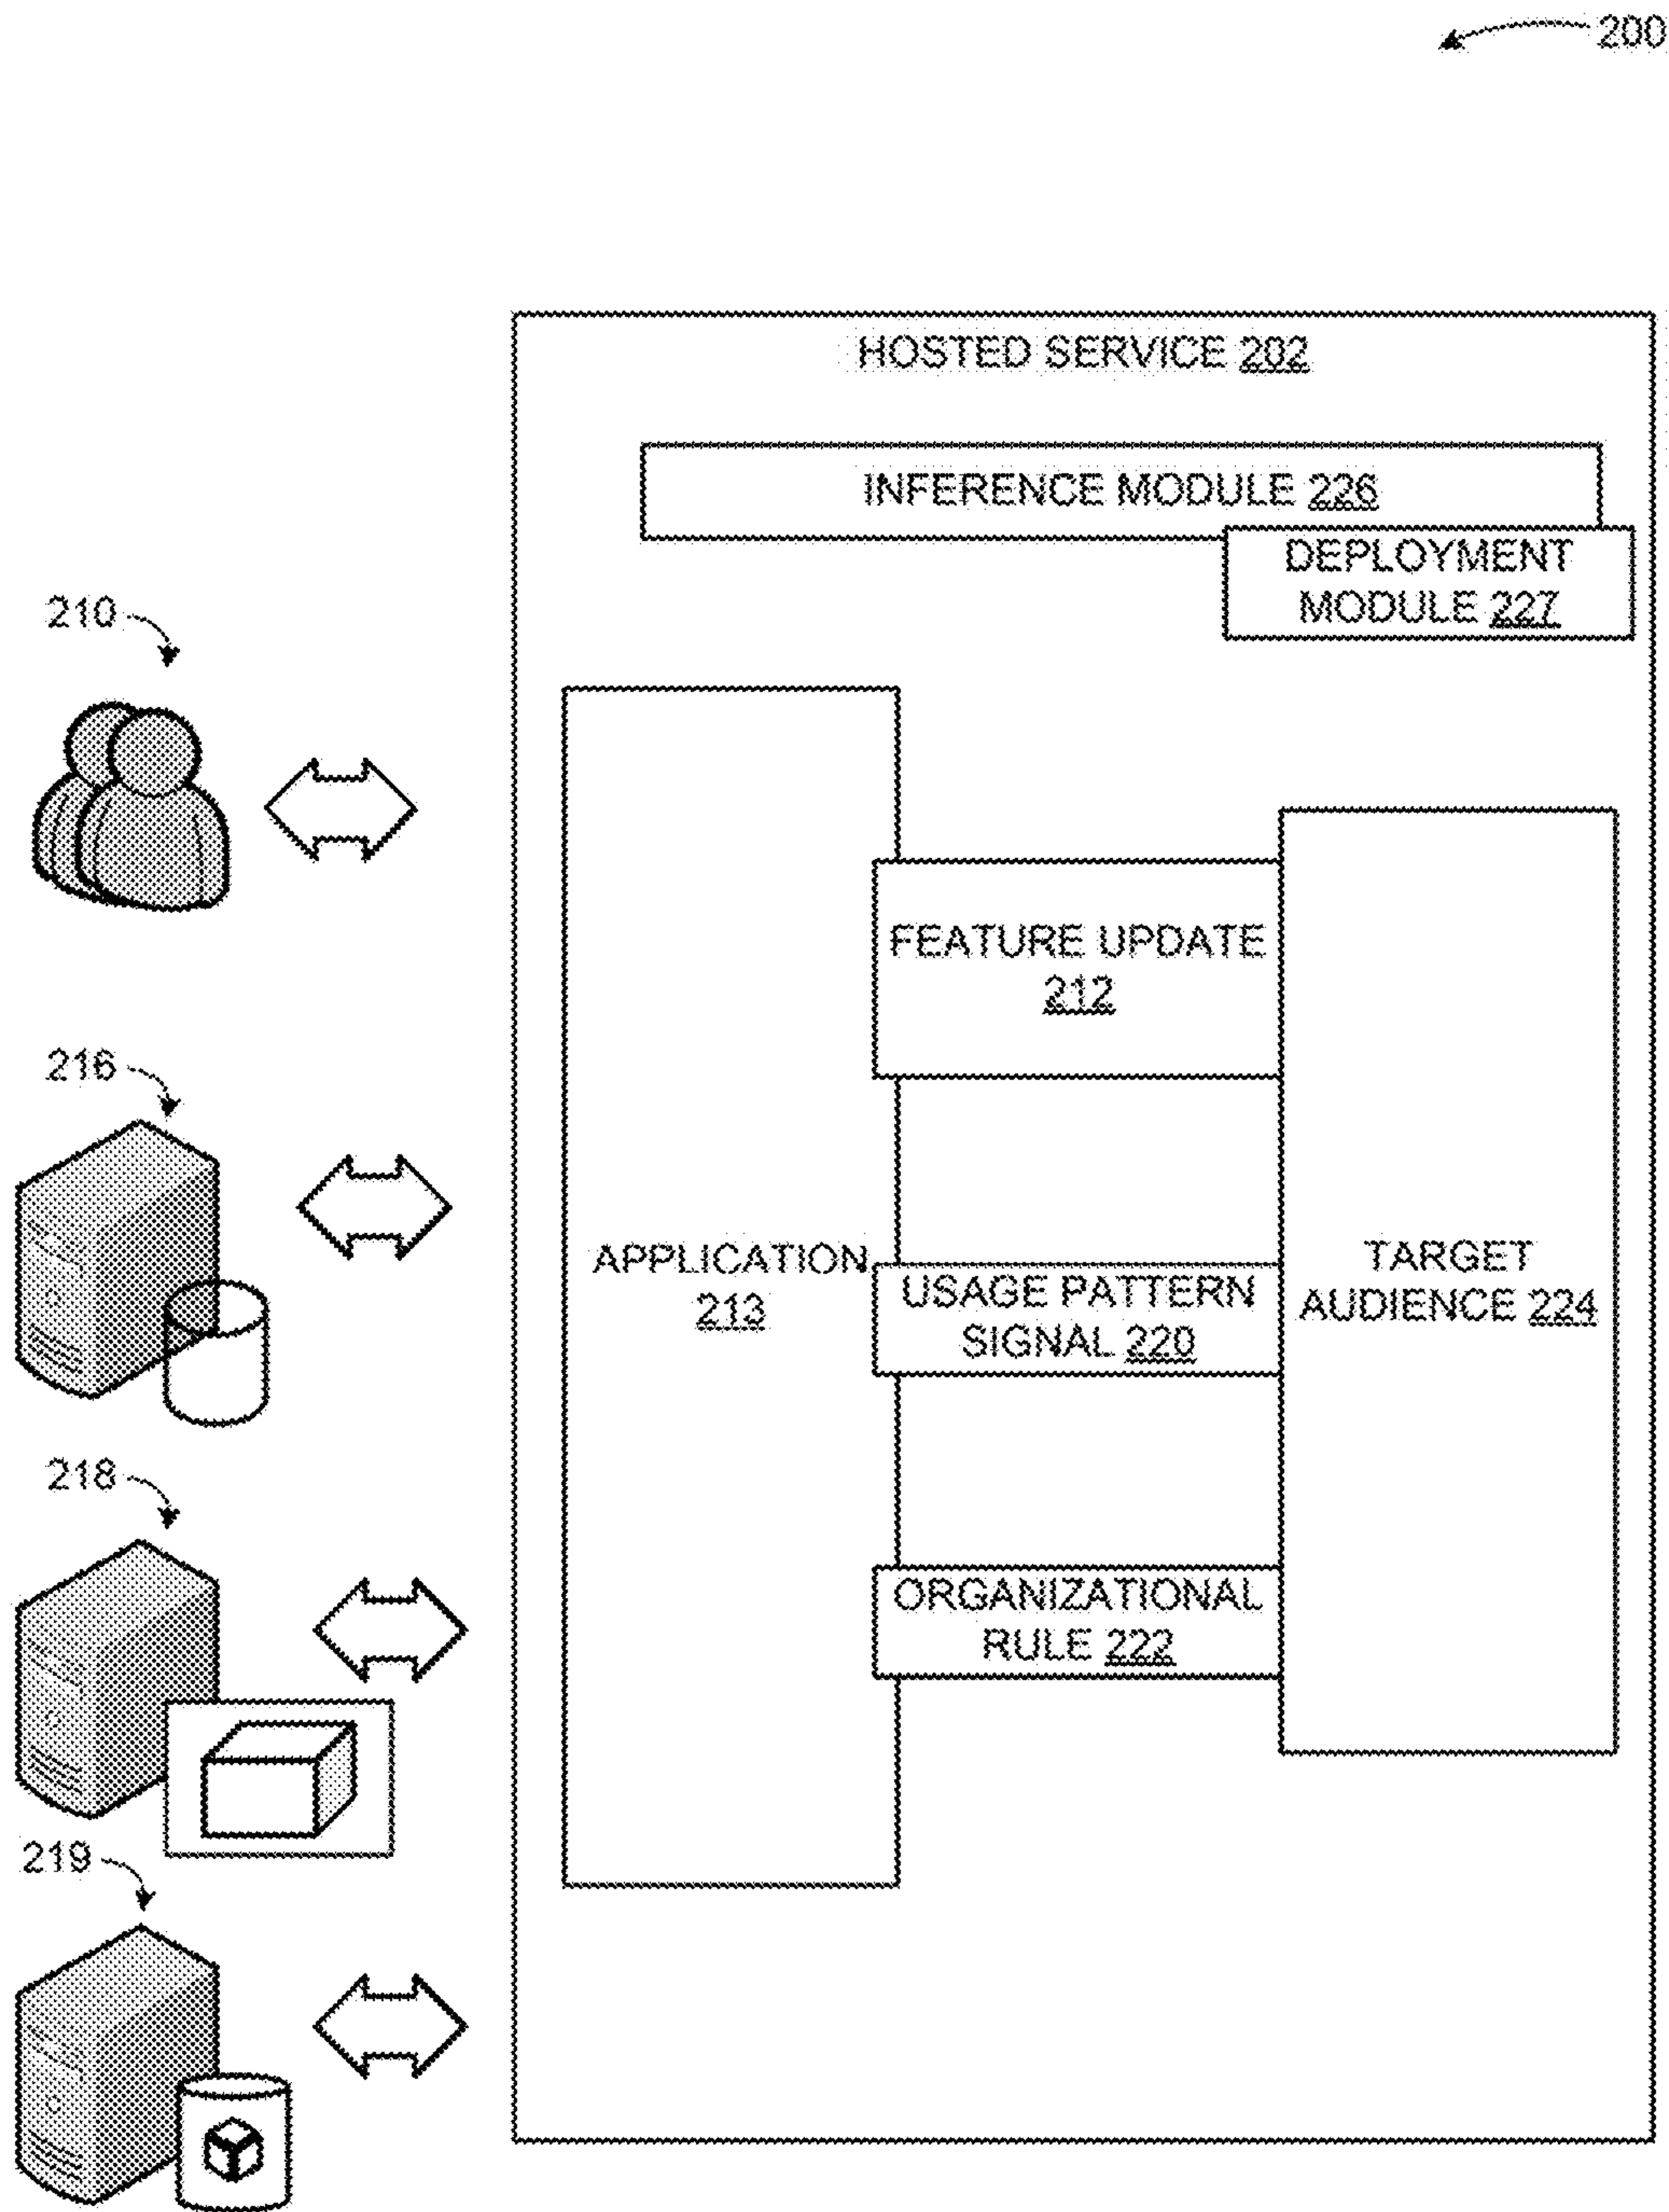 200
HOSTED SERVICE 202
INFERENCE MODULE 226
DEPLOYMENT
MODULE 227
210
FEATURE UPDATE
212
216
APPLICATION
213
USAGE PATTERN
SIGNAL 220
TARGET
AUDIENCE 224
218
ORGANIZATIONAL
RULE 222
219